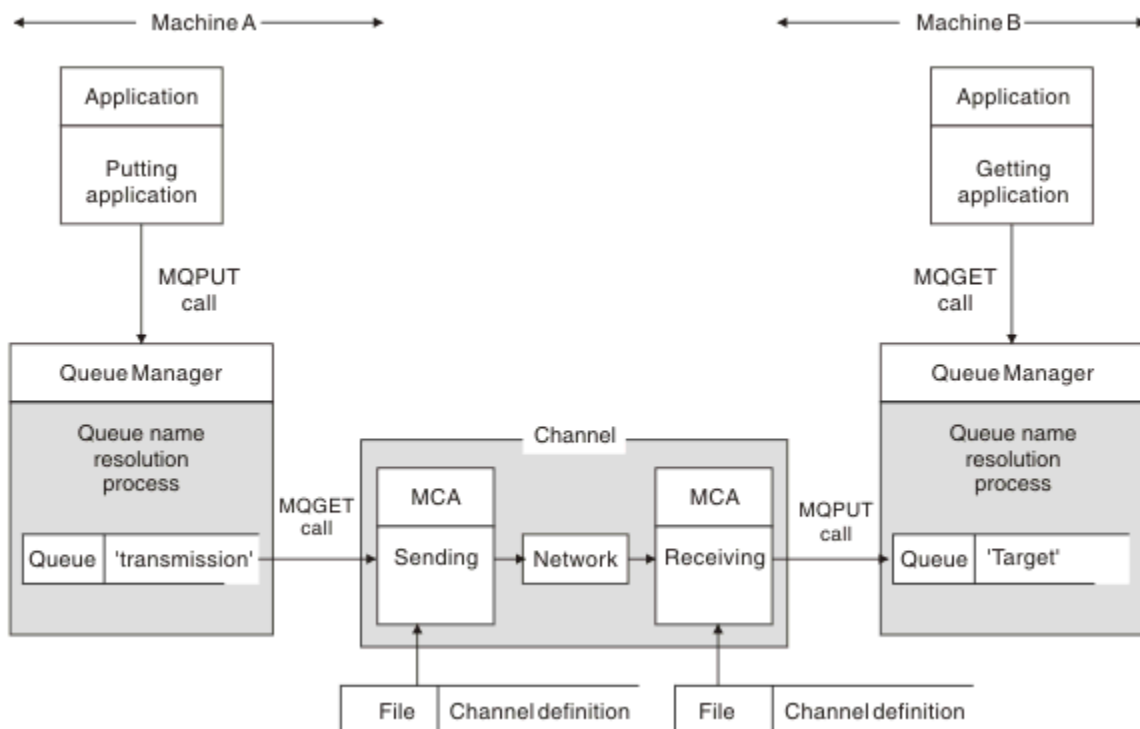 Machine A
Machine B
Application
Putting
application
MQPUT
call
Queue Manager
Queue name
resolution
process
Queue
'transmission'
MQGET
call
Channel
MCA
Sending
Network
MCA
Receiving
File
Channel definition
File
Channel definition
MQPUT
call
Application
Getting
application
MQGET
call
Queue Manager
Queue name
resolution
process
Queue
'Target'